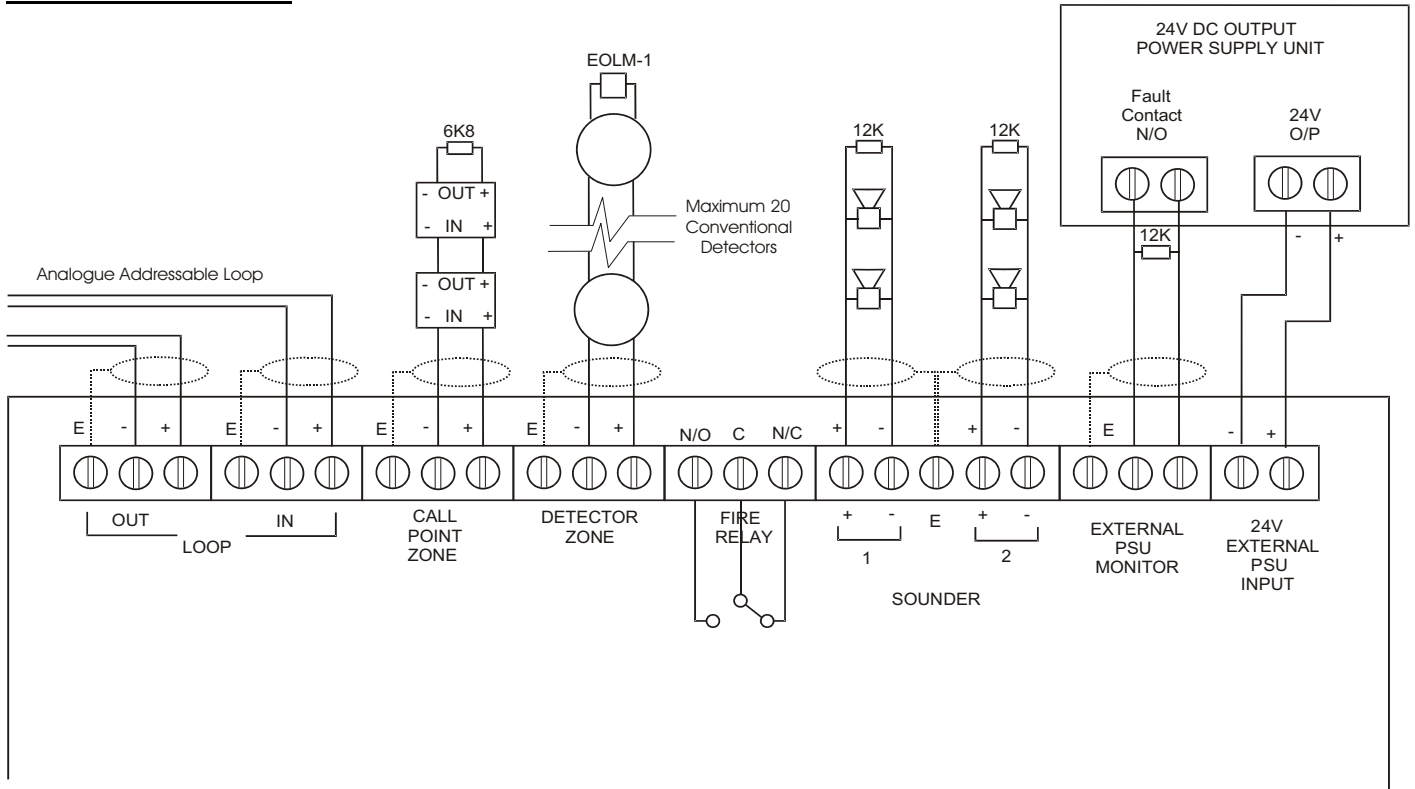 24V DC OUTPUT
POWER SUPPLY UNIT
Fault
Contact
N/O
24V
O/P
EOLM-1
6K8
12K
12K
- OUT +
- IN +
Maximum 20
Conventional
Detectors
12K
- +
Analogue Addressable Loop
- OUT +
- IN +
E - +
E - +
E - +
E - +
N/O C N/C
+ -
+ -
E
- +
OUT
IN
LOOP
CALL
POINT
ZONE
DETECTOR
ZONE
FIRE
RELAY
+ - E + -
1
2
SOUNDER
EXTERNAL
PSU
MONITOR
24V
EXTERNAL
PSU
INPUT